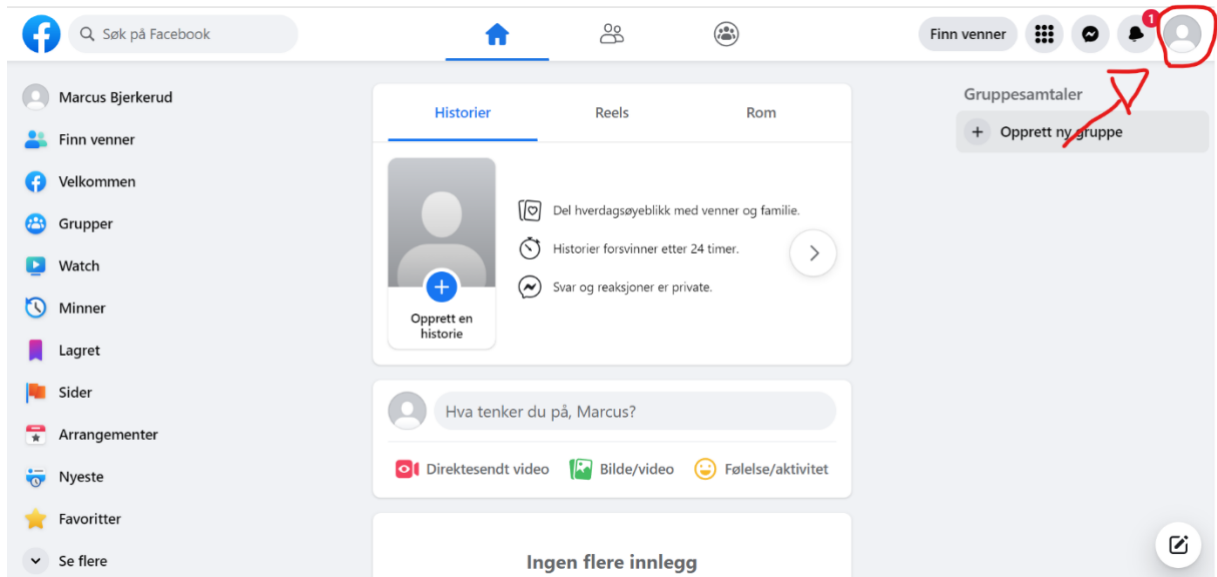 Søk på Facebook
Finn venner
1
Marcus Bjerkerud
Finn venner
Velkommen
Grupper
Watch
Minner
Lagret
Sider
Arrangementer
Nyeste
Favoritter
Se flere
Historier Reels Rom
Opprett en
historie
Del hverdagsøyeblikk med venner og familie.
Historier forsvinner etter 24 timer.
Svar og reaksjoner er private.
Hva tenker du på, Marcus?
Direktesendt video Bilde/video Følelse/aktivitet
Ingen flere innlegg
Gruppesamtaler
Opprett ny gruppe